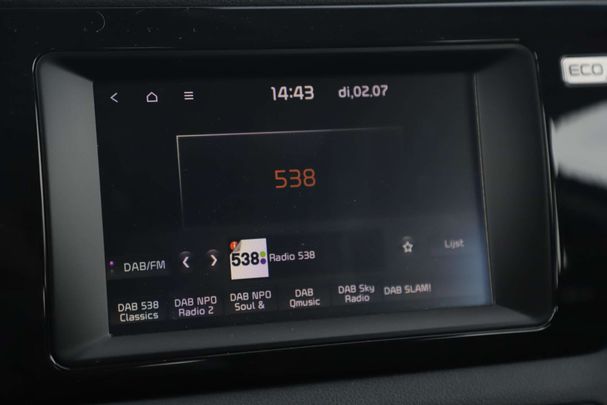 14:43 di,02.07
ECO
538
DAB/FM
538
Radio 538
Lijst
DAB 538 Classics
DAB NPO Radio 2
DAB NPO Soul &
DAB Qmusic
DAB Sky Radio
DAB SLAM!